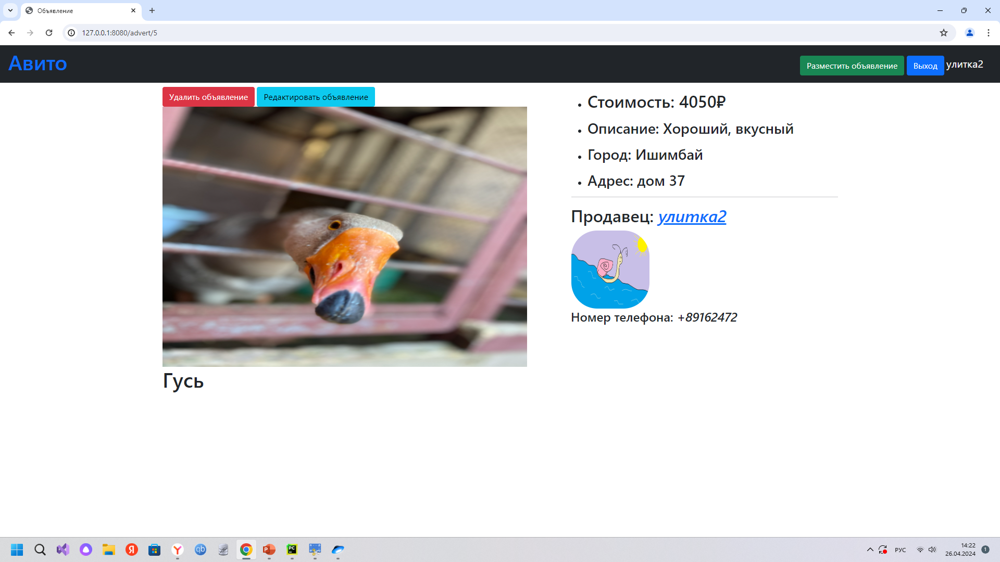 Объявление
127.0.0.1:8080/advert/5
Авито
Разместить объявление
Выход
улитка2
Удалить объявление
Редактировать объявление
Стоимость: 4050₽
Описание: Хороший, вкусный
Город: Ишимбай
Адрес: дом 37
Продавец: улитка2
Номер телефона: +89162472
Гусь
Я
Y
qb
P
PC
РУС
14:22
26.04.2024
1